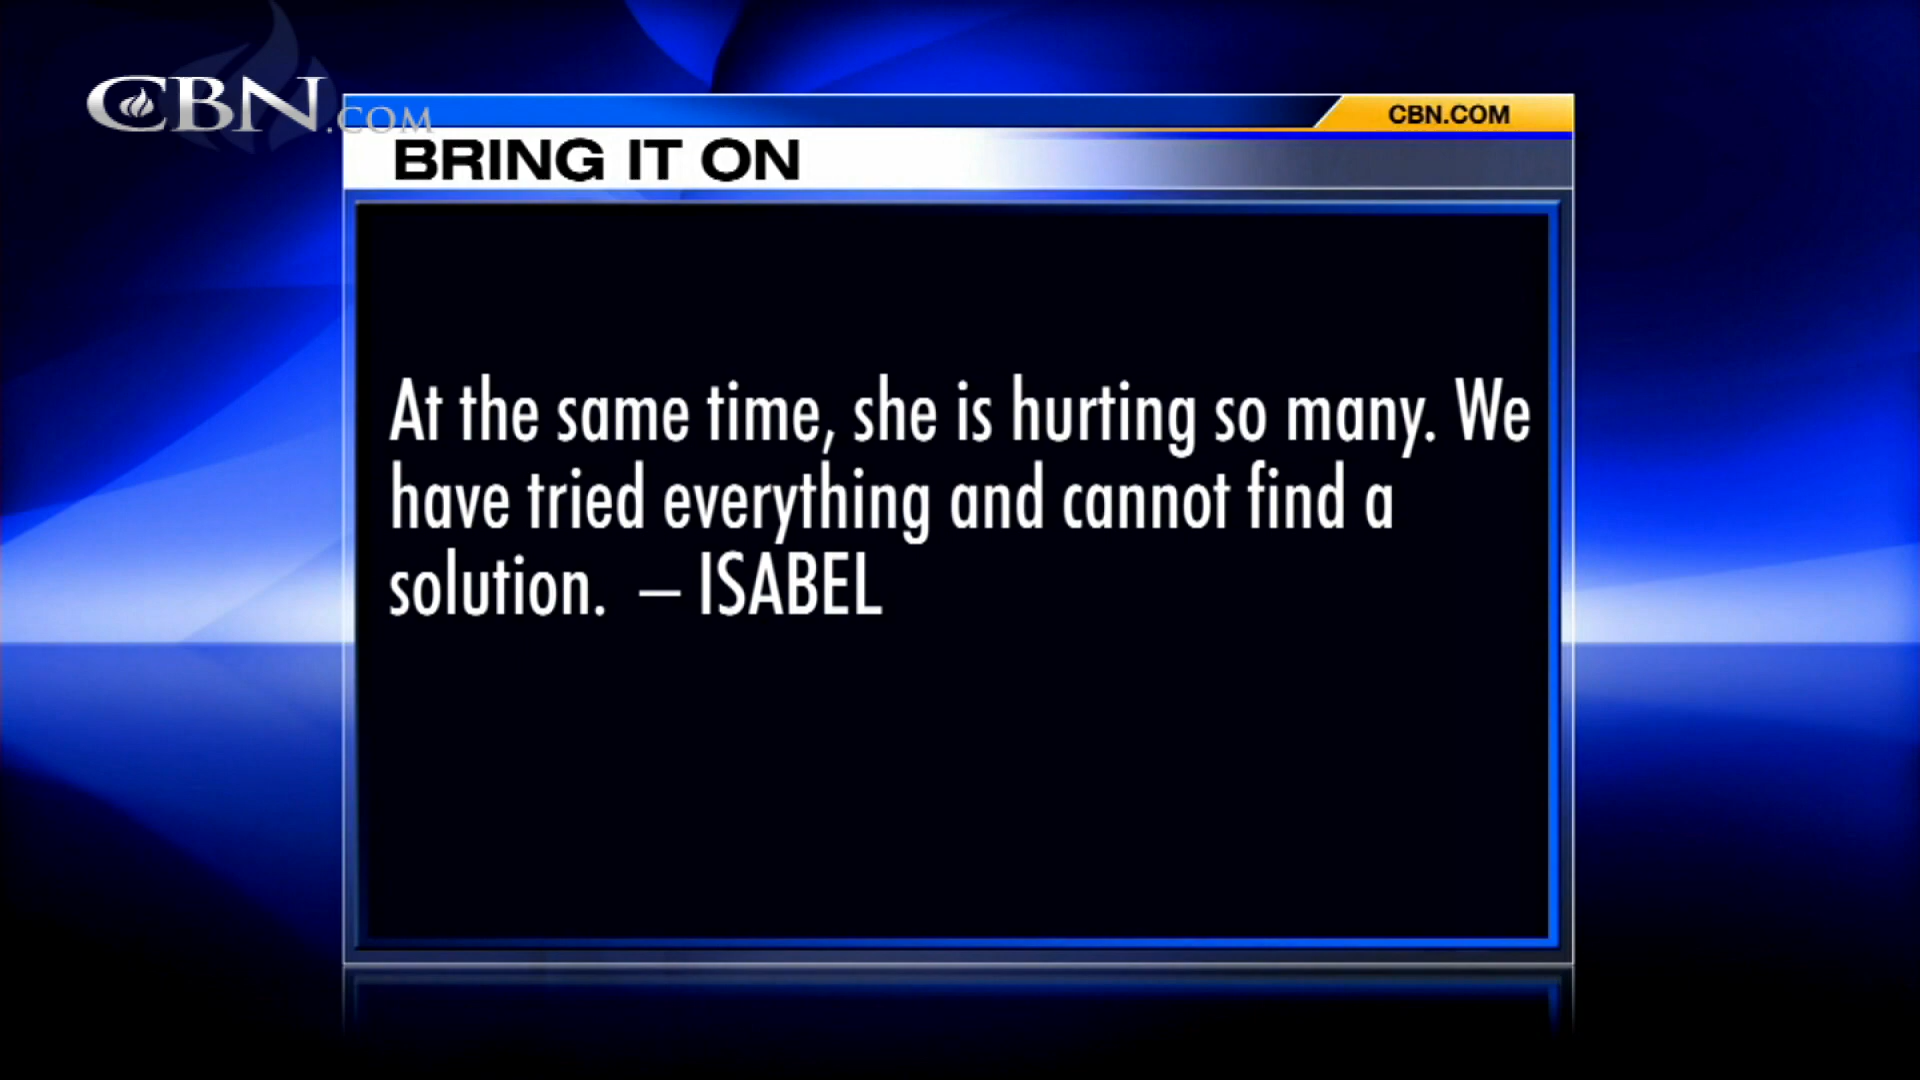 CBN.COM
CBN.COM
BRING IT ON
At the same time, she is hurting so many. We
have tried everything and cannot find a
solution. – ISABEL